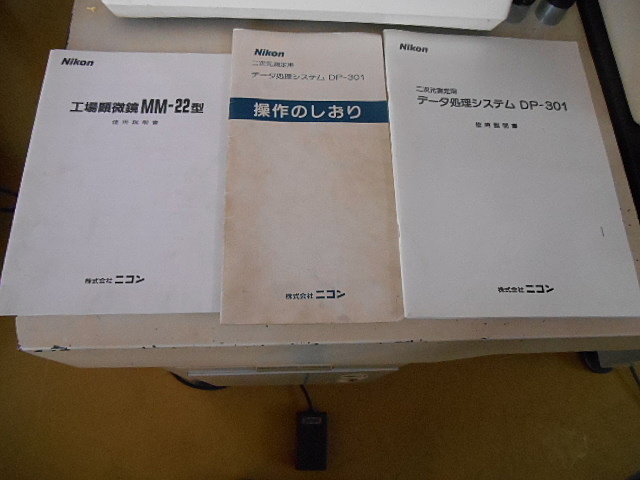 Nikon
工場顕微鏡MM-22型
使用説明書
株式会社ニコン
Nikon
二次元測定用
データ処理システム DP-301
操作のしおり
株式会社ニコン
Nikon
二次元測定用
データ処理システム DP-301
使用説明書
株式会社ニコン